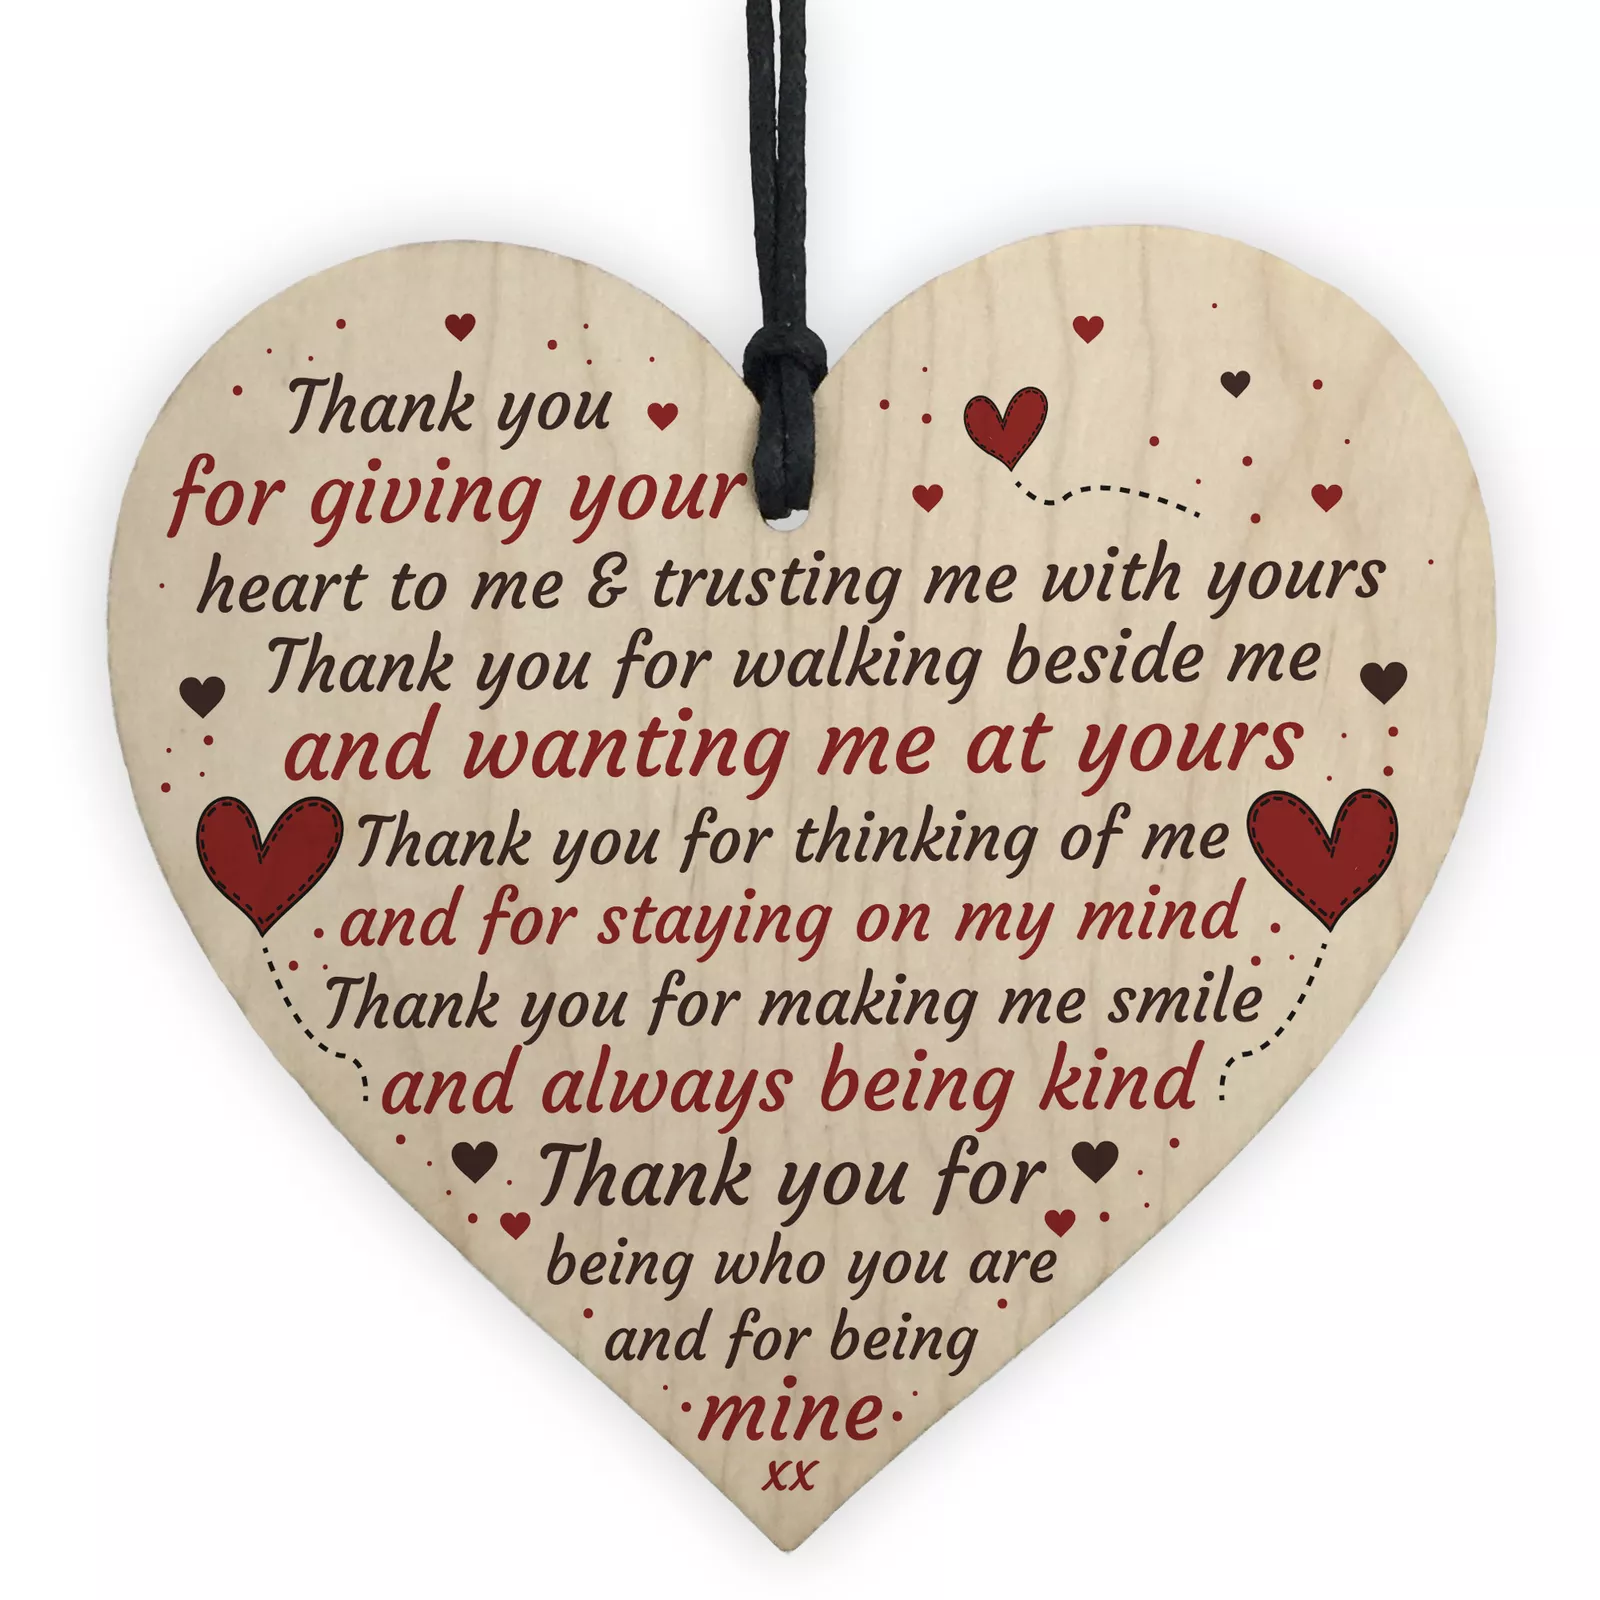 Thank you
for giving your
heart to me & trusting me with yours
Thank you for walking beside me
and wanting me at yours
Thank you for thinking of me
and for staying on my mind
Thank you for making me smile
and always being kind
Thank you for
being who you are
and for being
mine
xx